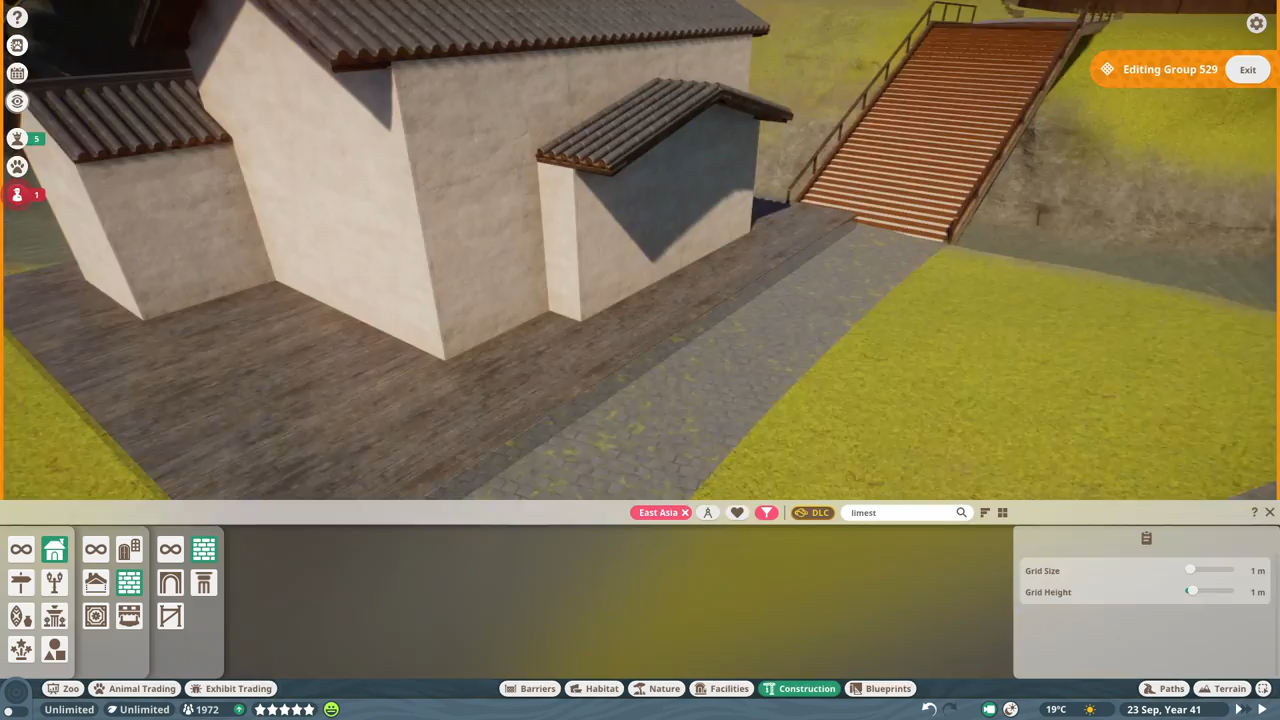 ?
5
1
Editing Group 529
Exit
East Asia
DLC
limest
?
Grid Size
1 m
Grid Height
1 m
Zoo
Animal Trading
Exhibit Trading
Barriers
Habitat
Nature
Facilities
Construction
Blueprints
Paths
Terrain
Unlimited
Unlimited
1972
19°C
23 Sep, Year 41